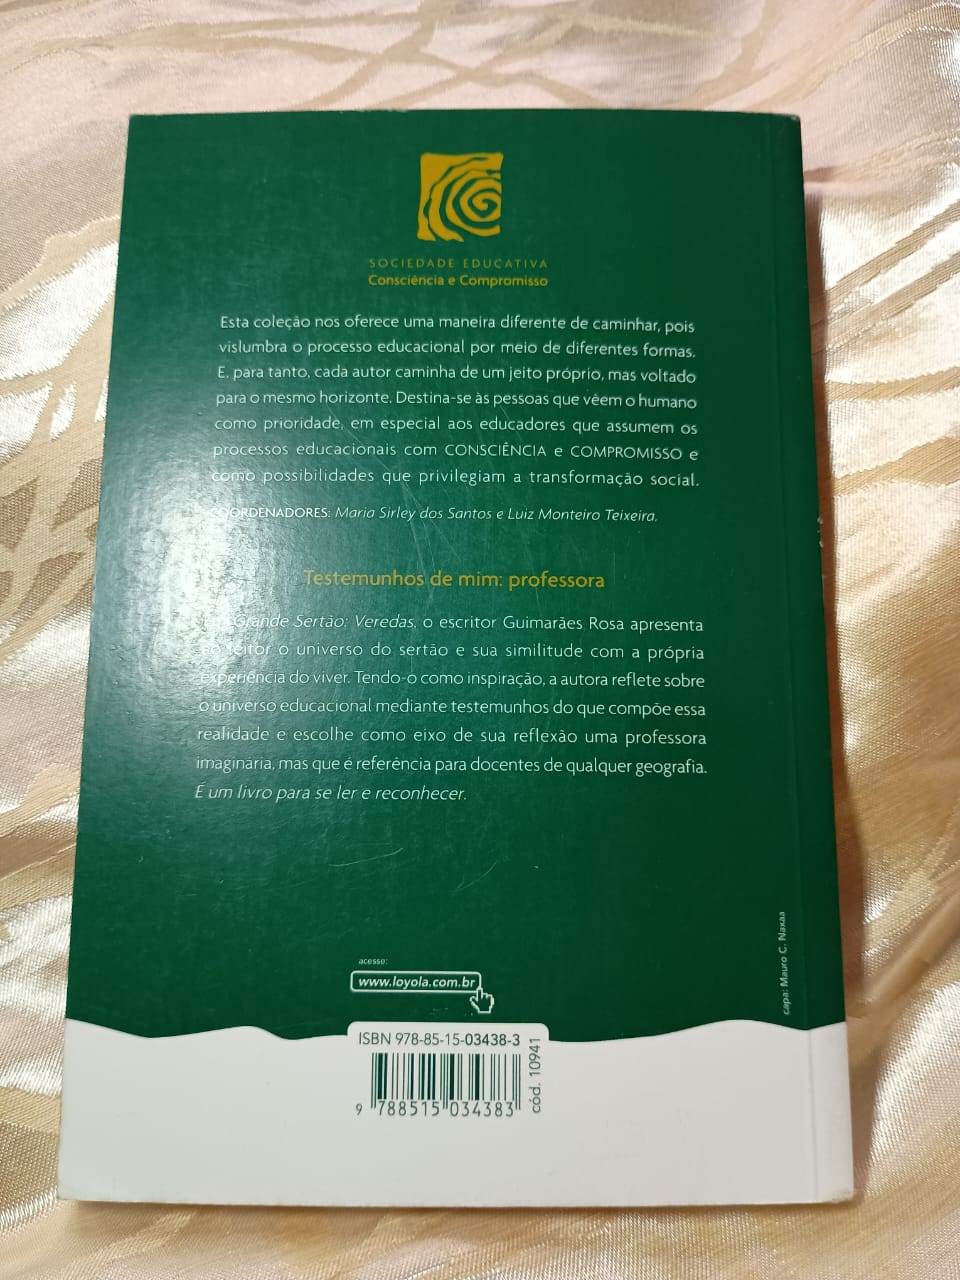 SOCIEDADE EDUCATIVA
Consciência e Compromisso
Esta coleção nos oferece uma maneira diferente de caminhar, pois
vislumbra o processo educacional por meio de diferentes formas.
E, para tanto, cada autor caminha de um jeito próprio, mas voltado
para o mesmo horizonte. Destina-se às pessoas que vêem o humano
como prioridade, em especial aos educadores que assumem os
processos educacionais com CONSCIÊNCIA e COMPROMISSO e
como possibilidades que privilegiam a transformação social.
COORDENADORES: Maria Sirley dos Santos e Luiz Monteiro Teixeira.
Testemunhos de mim: professora
Grande Sertão: Veredas, o escritor Guimarães Rosa apresenta
ao leitor o universo do sertão e sua similitude com a própria
experiência do viver. Tendo-o como inspiração, a autora reflete sobre
o universo educacional mediante testemunhos do que compõe essa
realidade e escolhe como eixo de sua reflexão uma professora
imaginária, mas que é referência para docentes de qualquer geografia.
É um livro para se ler e reconhecer.
capa: Mauro C. Naxaa
acesse:
www.loyola.com.br
ISBN 978-85-15-03438-3
9 788515 034383
cód. 10941